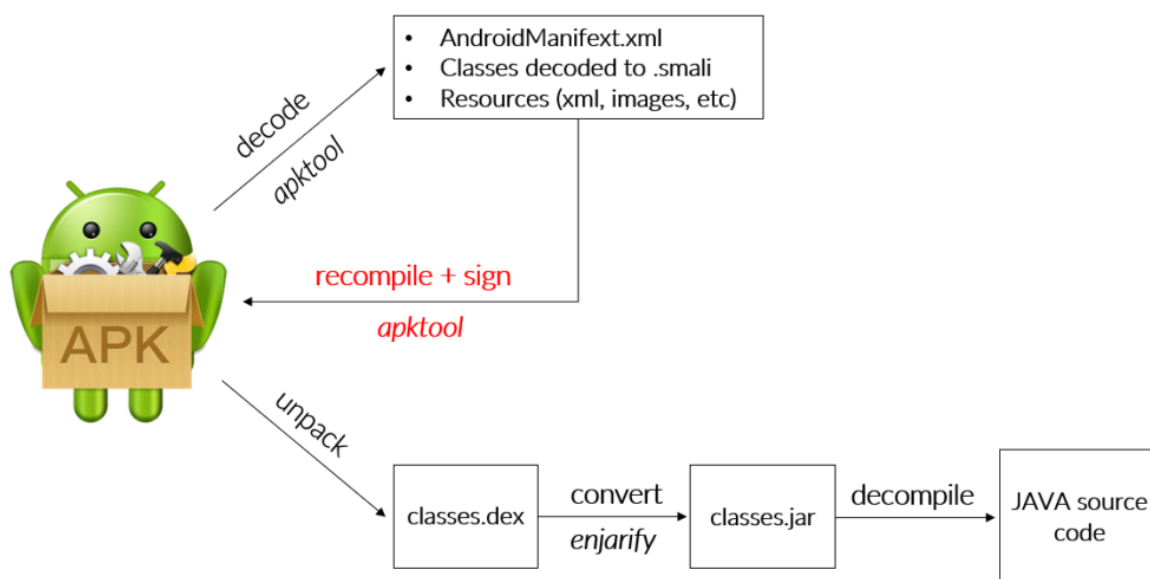 • AndroidManifext.xml
• Classes decoded to .smali
• Resources (xml, images, etc)
decode
apktool
recompile + sign
apktool
APK
unpack
classes.dex
convert
enjarify
classes.jar
decompile
JAVA source
code